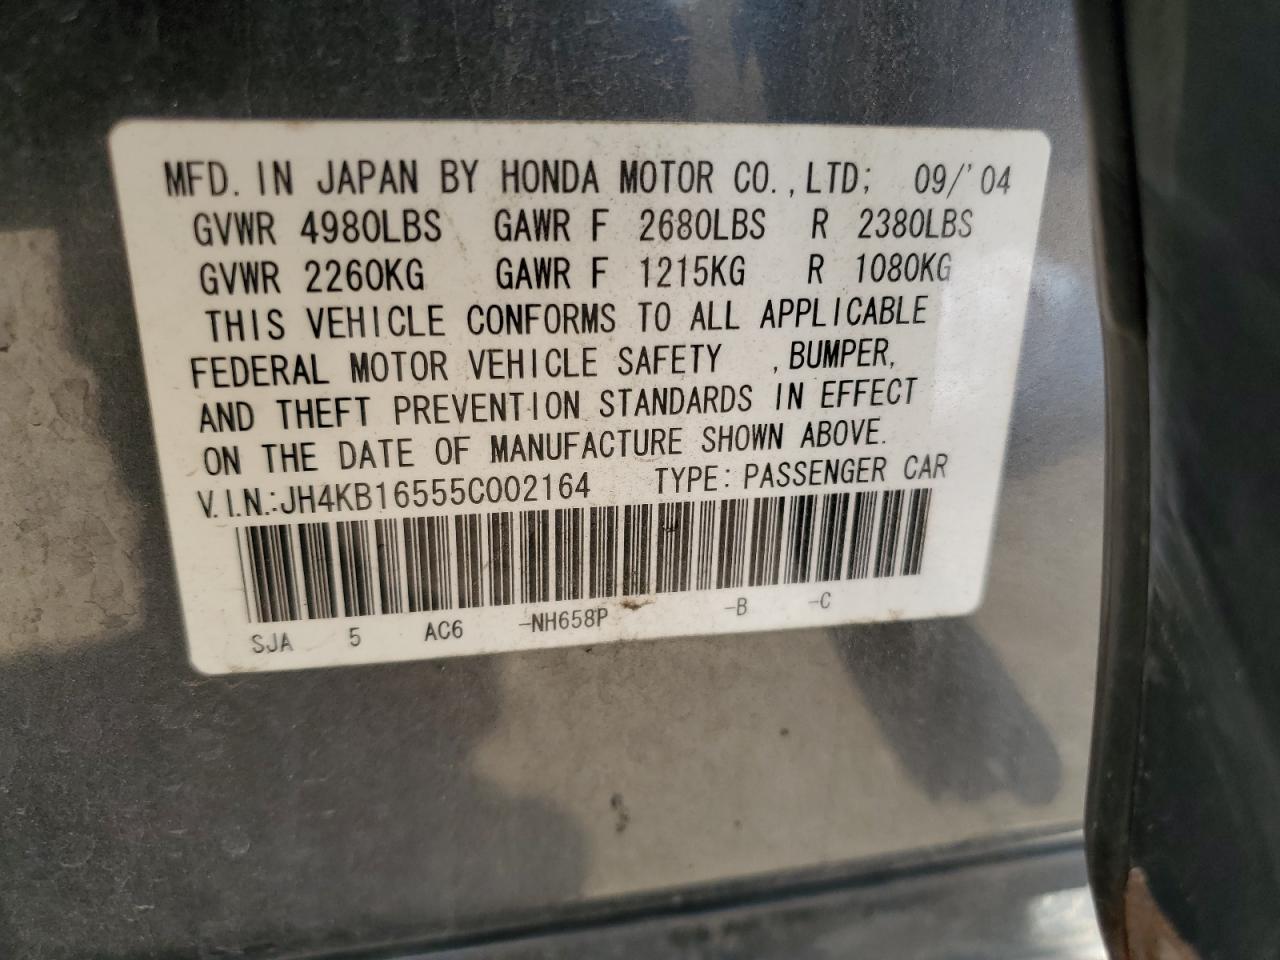 MFD. IN JAPAN BY HONDA MOTOR CO., LTD; 09/'04
GVWR 4980LBS GAWR F 2680LBS R 2380LBS
GVWR 2260KG GAWR F 1215KG R 1080KG
THIS VEHICLE CONFORMS TO ALL APPLICABLE
FEDERAL MOTOR VEHICLE SAFETY , BUMPER,
AND THEFT PREVENTION STANDARDS IN EFFECT
ON THE DATE OF MANUFACTURE SHOWN ABOVE.
V.I.N.:JH4KB16555C002164 TYPE: PASSENGER CAR
SJA 5 AC6 -NH658P -B -C